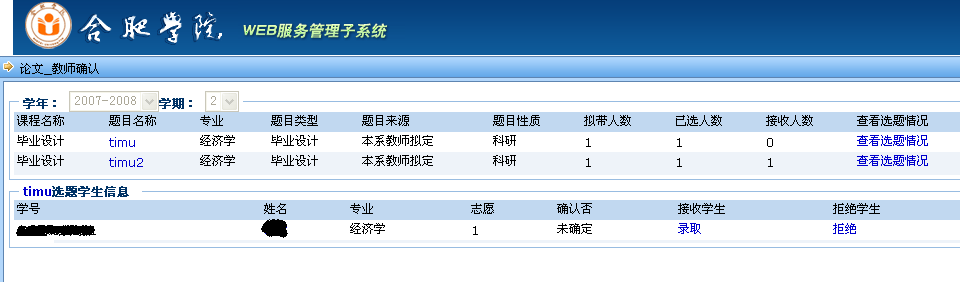 合肥學院, WEB服务管理子系统
论文_教师确认
学年： 2007-2008 学期： 2
课程名称 题目名称 专业 题目类型 题目来源 题目性质 拟带人数 已选人数 接收人数 查看选题情况
毕业设计 timu 经济学 毕业设计 本系教师拟定 科研 1 1 0 查看选题情况
毕业设计 timu2 经济学 毕业设计 本系教师拟定 科研 1 1 1 查看选题情况
timu选题学生信息
学号 姓名 专业 志愿 确认否 接收学生 拒绝学生
经济学 1 未确定 录取 拒绝